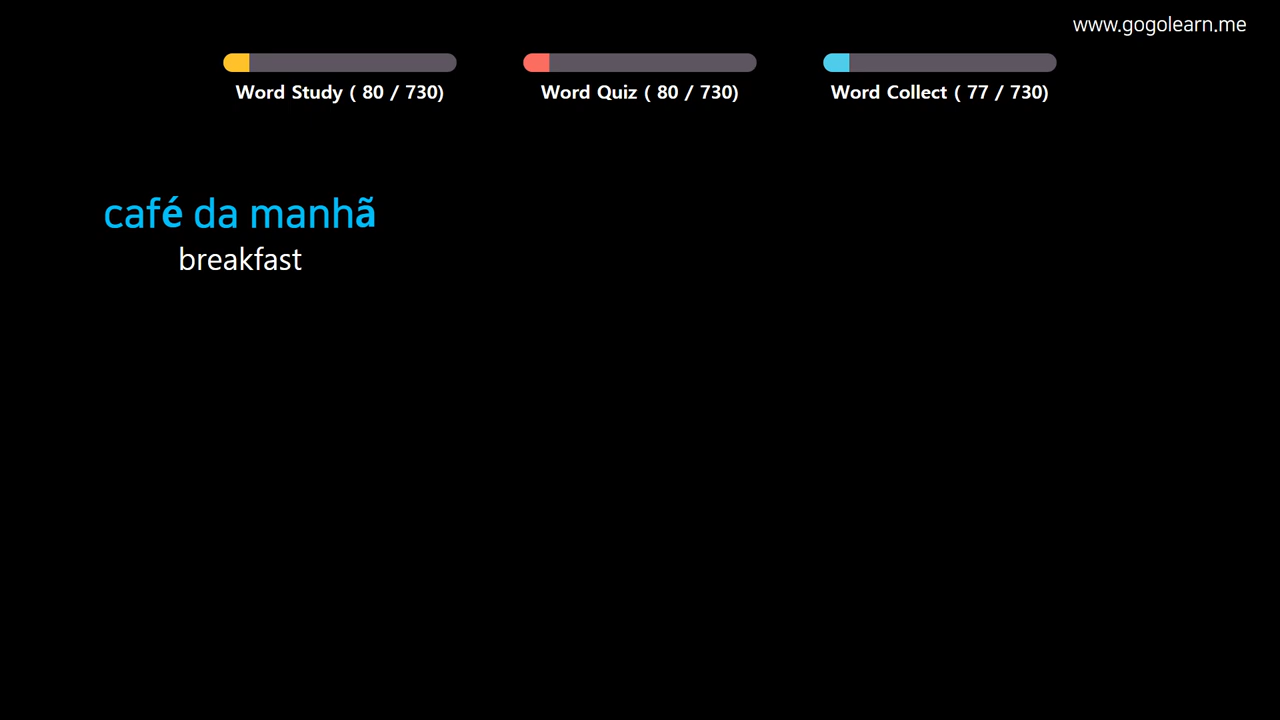 www.gogolearn.me
Word Study ( 80 / 730)
Word Quiz ( 80 / 730)
Word Collect ( 77 / 730)
café da manhã
breakfast